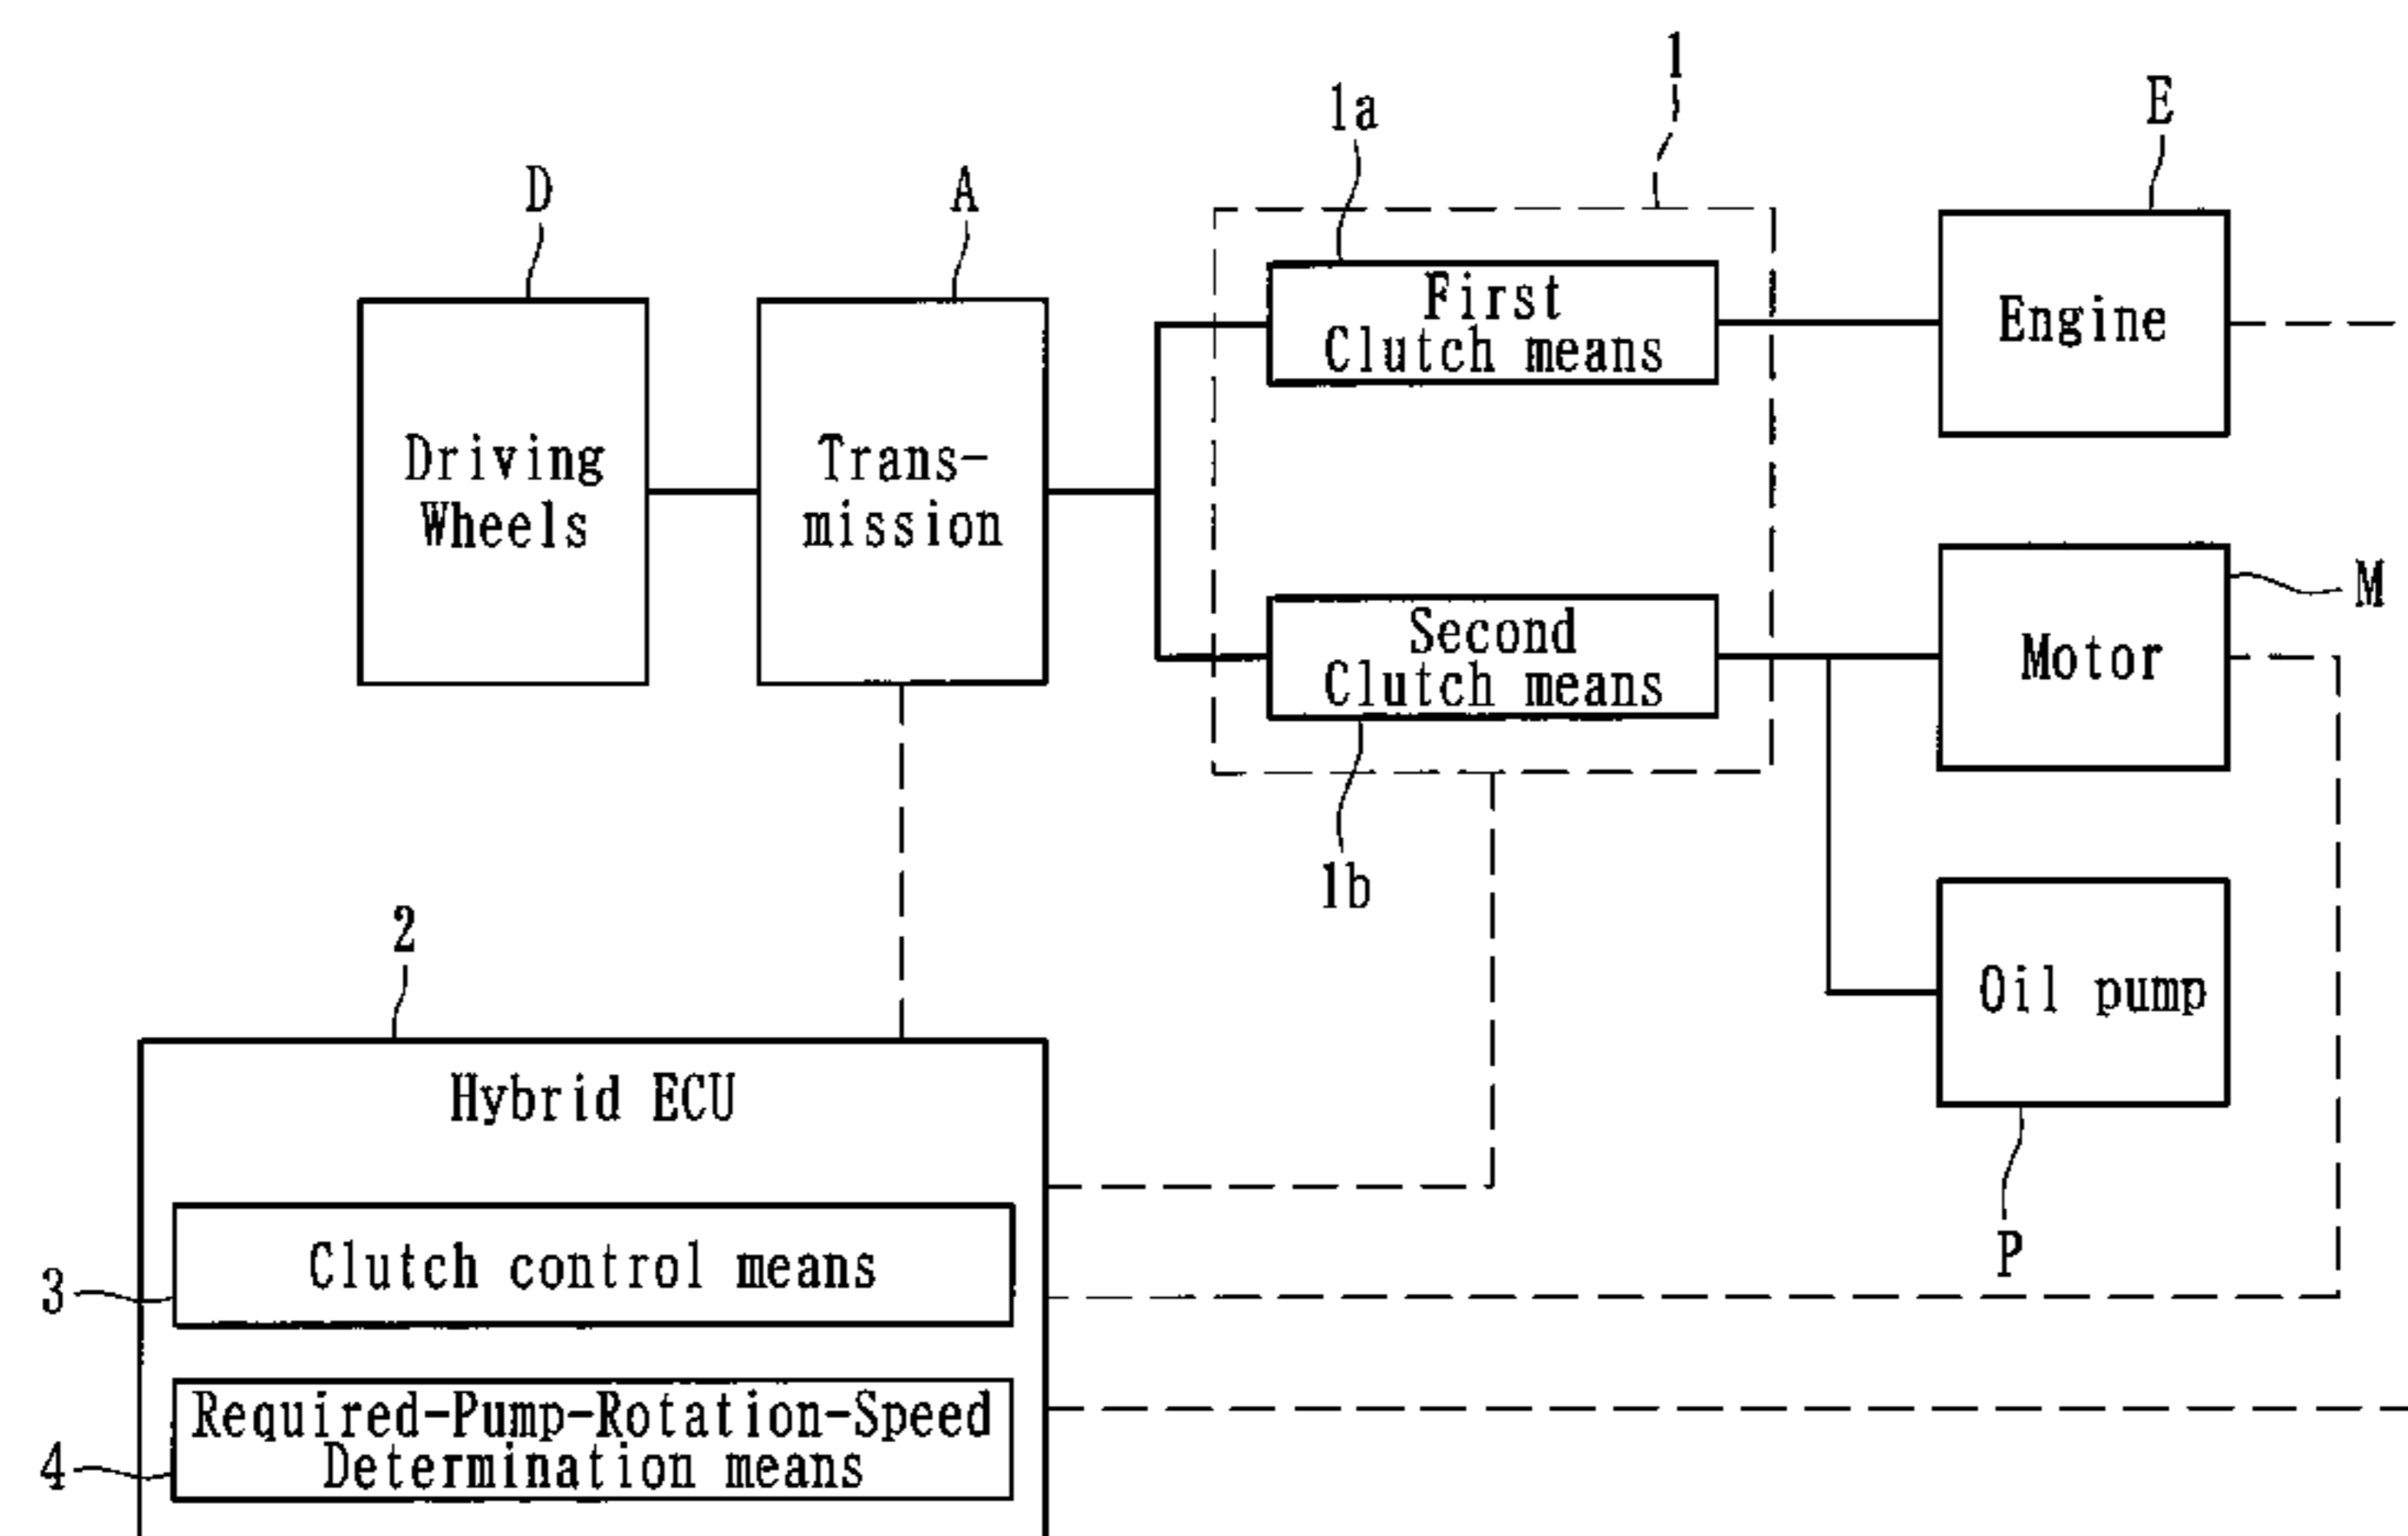 1
1a
E
D
A
First
Clutch means
Engine
Driving
Wheels
Trans-
mission
M
Second
Clutch means
Motor
1b
2
Oil pump
Hybrid ECU
P
3
Clutch control means
4
Required-Pump-Rotation-Speed
Determination means